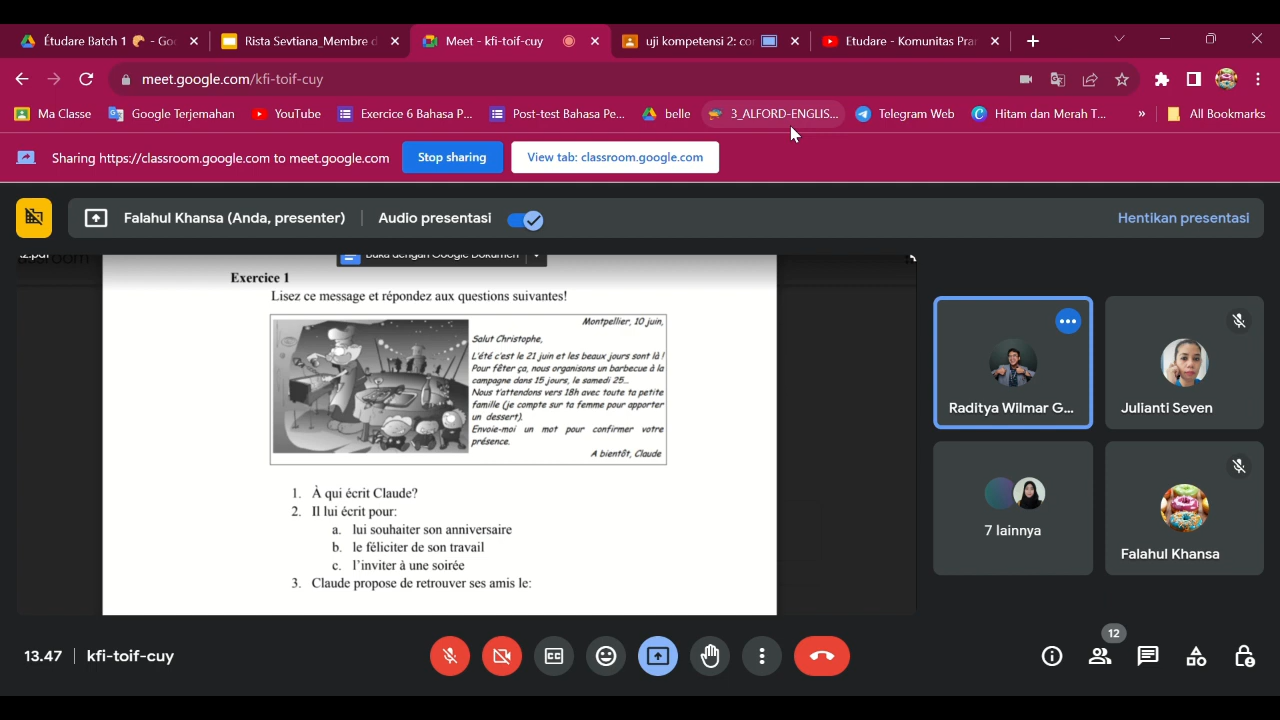 Étudare Batch 1
Rista Sevtiana_Membre d
Meet - kfi-toif-cuy
uji kompetensi 2: co
Etudare - Komunitas Pra
meet.google.com/kfi-toif-cuy
Ma Classe
Google Terjemahan
YouTube
Exercice 6 Bahasa P...
Post-test Bahasa Pe...
belle
3_ALFORD-ENGLIS...
Telegram Web
Hitam dan Merah T...
»
All Bookmarks
Sharing https://classroom.google.com to meet.google.com
Stop sharing
View tab: classroom.google.com
Falahul Khansa (Anda, presenter)
Audio presentasi
Hentikan presentasi
Buka dengan Google Dokumen
Exercice 1
Lisez ce message et répondez aux questions suivantes!
Montpellier, 10 juin,
Salut Christophe,
L'été c'est le 21 juin et les beaux jours sont là !
Pour fêter ça, nous organisons un barbecue à la
campagne dans 15 jours, le samedi 25...
Nous t'attendons vers 18h avec toute ta petite
famille (je compte sur ta femme pour apporter
un dessert).
Envoie-moi un mot pour confirmer votre
présence.
A bientôt, Claude
1. À qui écrit Claude?
2. Il lui écrit pour:
a. lui souhaiter son anniversaire
b. le féliciter de son travail
c. l'inviter à une soirée
3. Claude propose de retrouver ses amis le:
Raditya Wilmar G...
Julianti Seven
7 lainnya
Falahul Khansa
13.47 | kfi-toif-cuy
12